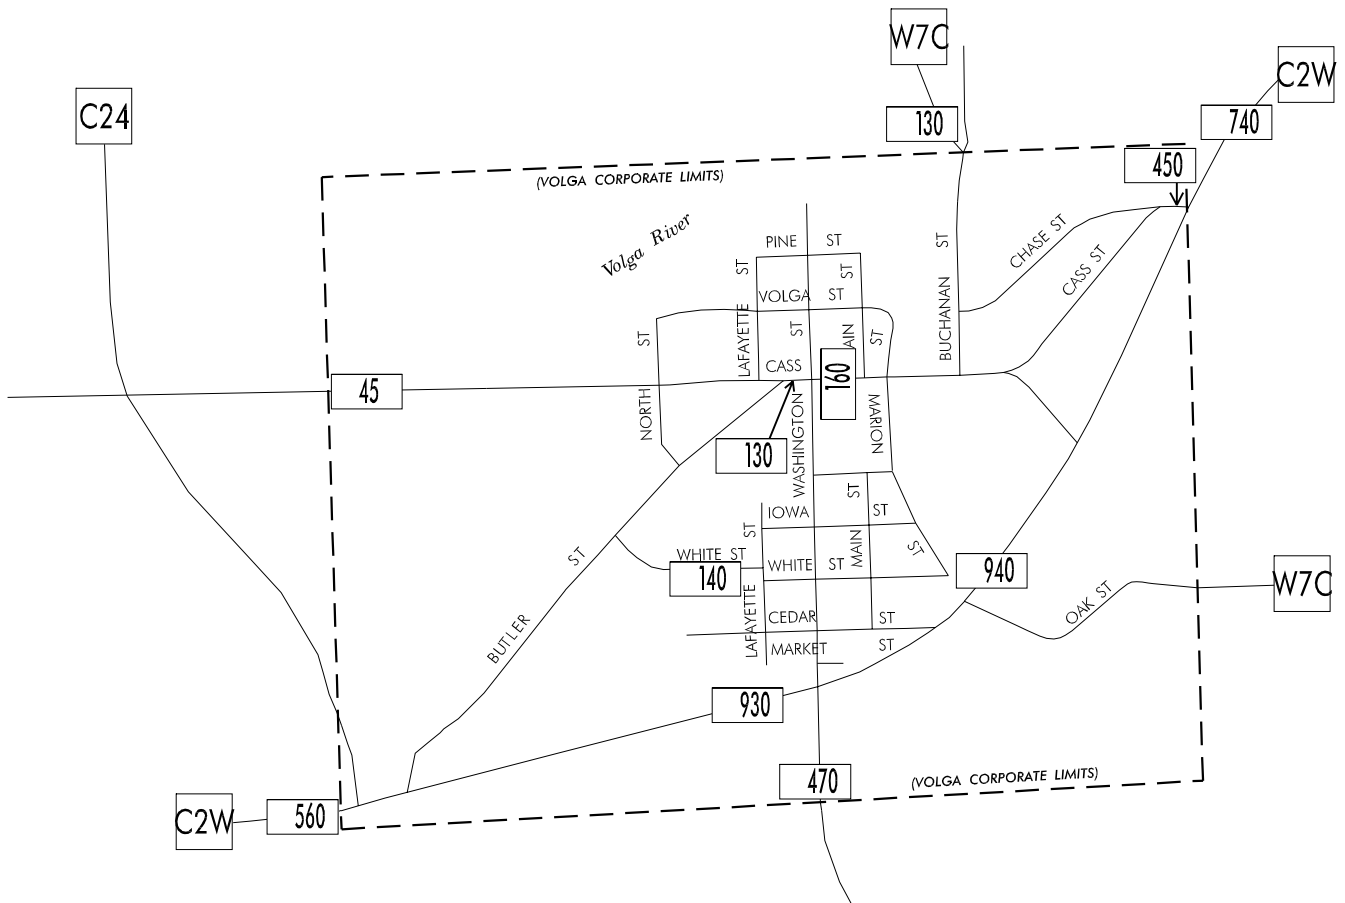 W7C
C2W
C24
130
740
450
(VOLGA CORPORATE LIMITS)
Volga River
PINE ST
CHASE ST
BUCHANAN ST
CASS ST
LAFAYETTE ST
ST
VOLGA ST
ST
AIN
ST
NORTH ST
CASS
160
45
WASHINGTON
MARION
130
ST
IOWA ST
ST
MAIN
ST
WHITE ST
WHITE ST
140
940
BUTLER ST
LAFAYETTE
OAK ST
W7C
CEDAR ST
MARKET ST
930
470
(VOLGA CORPORATE LIMITS)
C2W
560